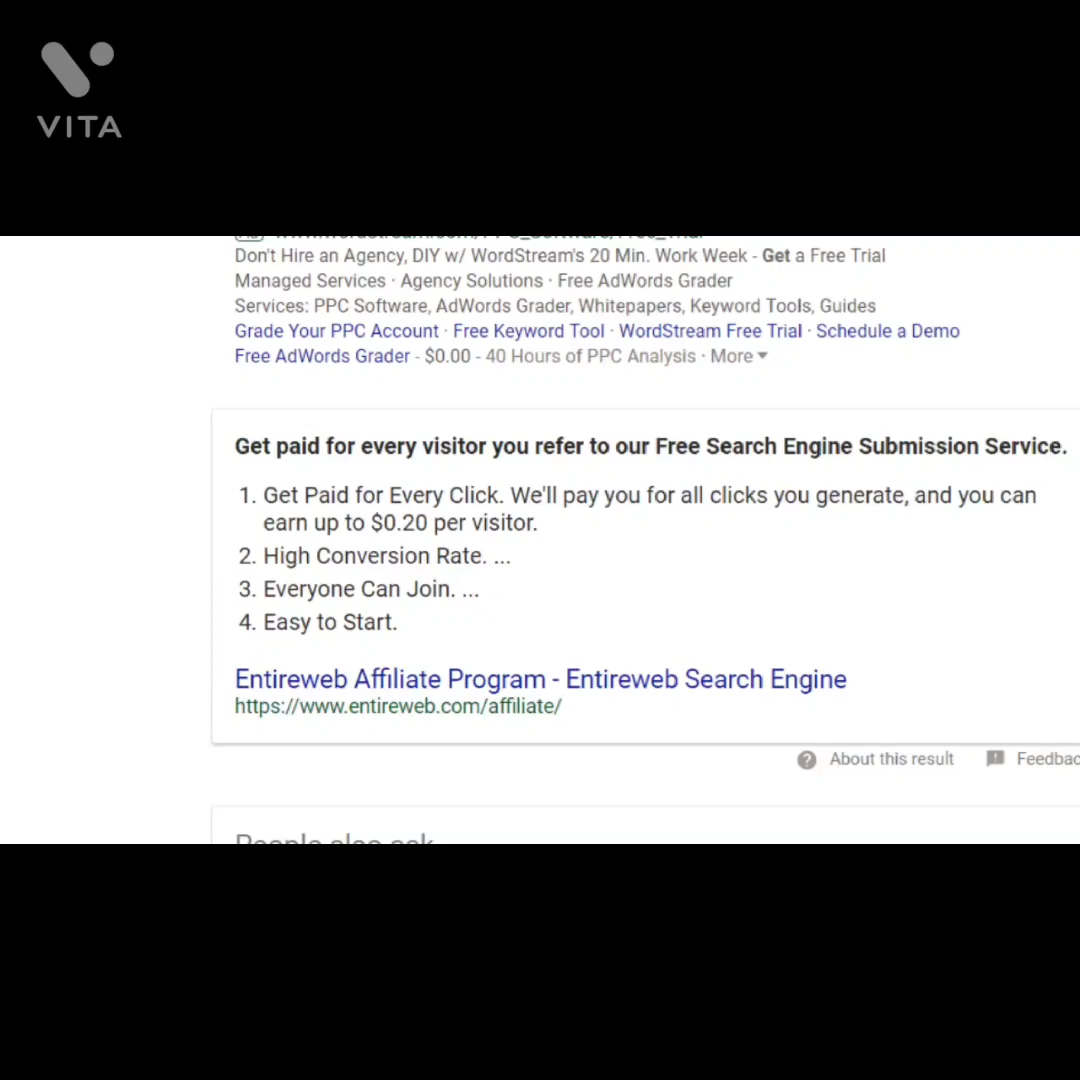 VITA
Don't Hire an Agency, DIY w/ WordStream's 20 Min. Work Week - Get a Free Trial
Managed Services · Agency Solutions · Free AdWords Grader
Services: PPC Software, AdWords Grader, Whitepapers, Keyword Tools, Guides
Grade Your PPC Account · Free Keyword Tool · WordStream Free Trial · Schedule a Demo
Free AdWords Grader - $0.00 - 40 Hours of PPC Analysis · More
Get paid for every visitor you refer to our Free Search Engine Submission Service.
1. Get Paid for Every Click. We'll pay you for all clicks you generate, and you can
earn up to $0.20 per visitor.
2. High Conversion Rate. ...
3. Everyone Can Join. ...
4. Easy to Start.
Entireweb Affiliate Program - Entireweb Search Engine
https://www.entireweb.com/affiliate/
About this result Feedbac
People also ask